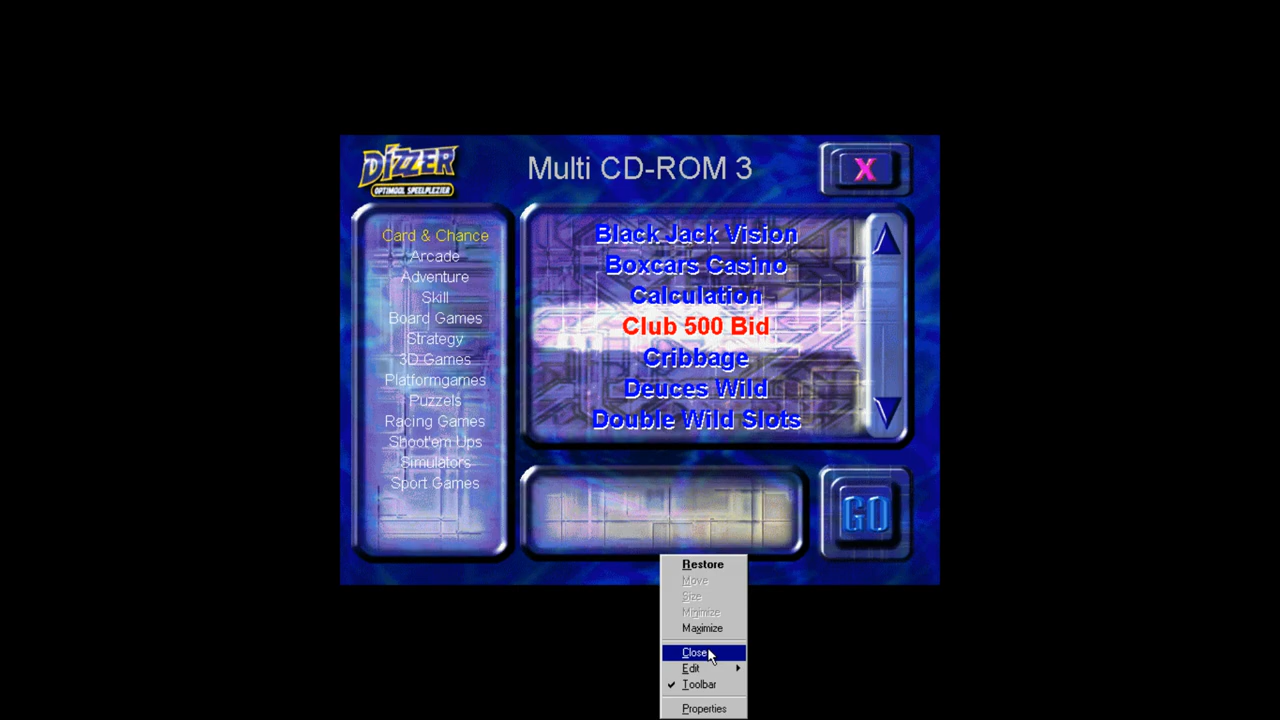 DIZZER
OPTIMAAL SPEELPLEZIER
Multi CD-ROM 3
X
Card & Chance
Arcade
Adventure
Skill
Board Games
Strategy
3D Games
Platformgames
Puzzels
Racing Games
Shoot'em Ups
Simulators
Sport Games
Black Jack Vision
Boxcars Casino
Calculation
Club 500 Bid
Cribbage
Deuces Wild
Double Wild Slots
GO
Restore
Move
Size
Minimize
Maximize
Close
Edit
Toolbar
Properties